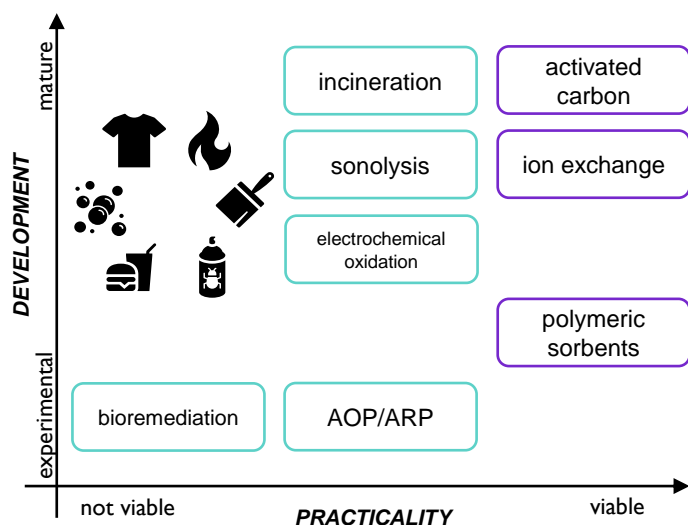 mature
DEVELOPMENT
experimental
incineration
activated
carbon
sonolysis
ion exchange
electrochemical
oxidation
polymeric
sorbents
bioremediation
AOP/ARP
not viable
PRACTICALITY
viable